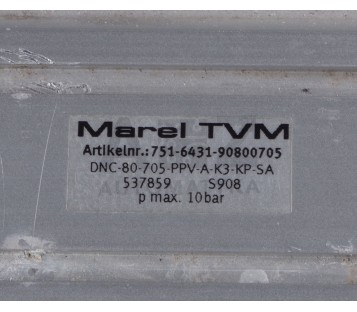 Marel TVM
Artikelnr.:751-6431-90800705
DNC-80-705-PPV-A-K3-KP-SA
537859 S908
p max. 10bar